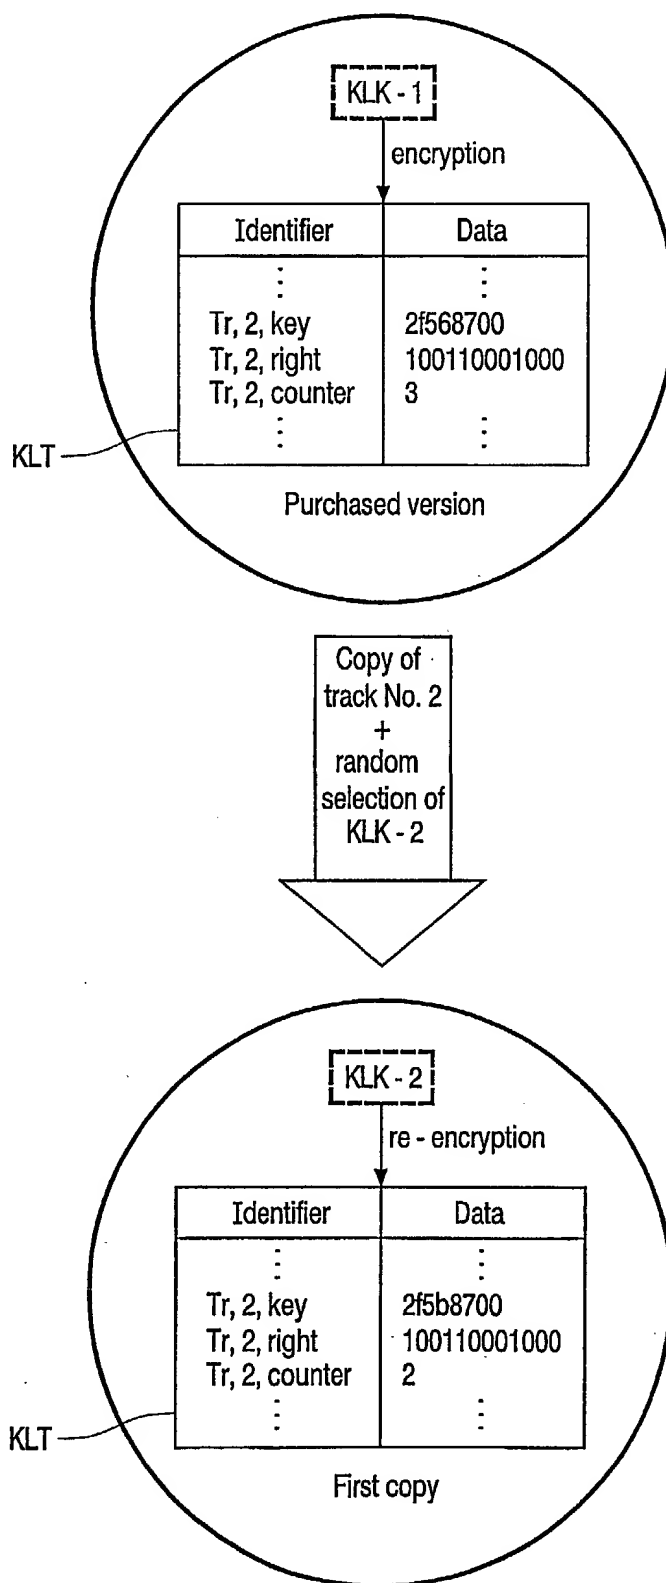 KLK - 1
encryption
Identifier Data
⋮ ⋮
Tr, 2, key 2f568700
Tr, 2, right 100110001000
Tr, 2, counter 3
⋮ ⋮
KLT
Purchased version
Copy of
track No. 2
+
random
selection of
KLK - 2
KLK - 2
re - encryption
Identifier Data
⋮ ⋮
Tr, 2, key 2f5b8700
Tr, 2, right 100110001000
Tr, 2, counter 2
⋮ ⋮
KLT
First copy